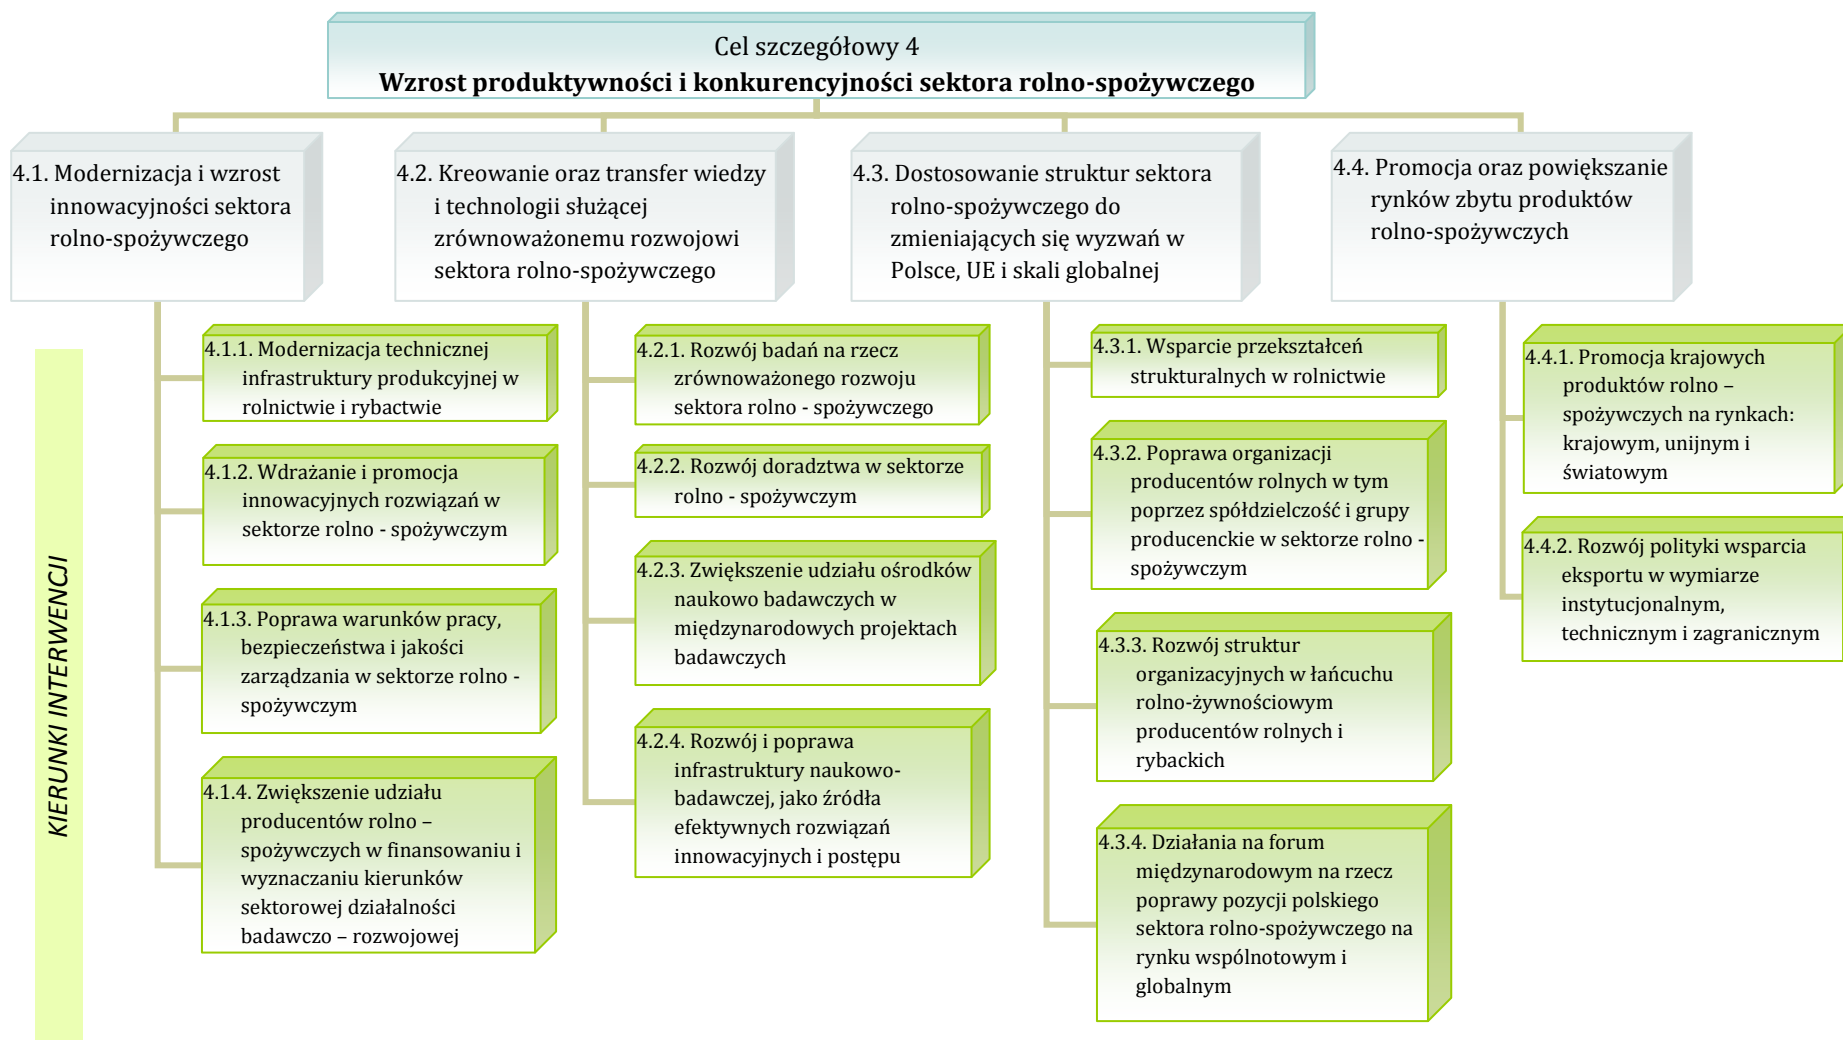 Cel szczegółowy 4
Wzrost produktywności i konkurencyjności sektora rolno-spożywczego
4.1. Modernizacja i wzrost
innowacyjności sektora
rolno-spożywczego
4.2. Kreowanie oraz transfer wiedzy
i technologii służącej
zrównoważonemu rozwojowi
sektora rolno-spożywczego
4.3. Dostosowanie struktur sektora
rolno-spożywczego do
zmieniających się wyzwań w
Polsce, UE i skali globalnej
4.4. Promocja oraz powiększanie
rynków zbytu produktów
rolno-spożywczych
KIERUNKI INTERWENCJI
4.1.1. Modernizacja technicznej
infrastruktury produkcyjnej w
rolnictwie i rybactwie
4.1.2. Wdrażanie i promocja
innowacyjnych rozwiązań w
sektorze rolno - spożywczym
4.1.3. Poprawa warunków pracy,
bezpieczeństwa i jakości
zarządzania w sektorze rolno -
spożywczym
4.1.4. Zwiększenie udziału
producentów rolno –
spożywczych w finansowaniu i
wyznaczaniu kierunków
sektorowej działalności
badawczo – rozwojowej
4.2.1. Rozwój badań na rzecz
zrównoważonego rozwoju
sektora rolno - spożywczego
4.2.2. Rozwój doradztwa w sektorze
rolno - spożywczym
4.2.3. Zwiększenie udziału ośrodków
naukowo badawczych w
międzynarodowych projektach
badawczych
4.2.4. Rozwój i poprawa
infrastruktury naukowo-
badawczej, jako źródła
efektywnych rozwiązań
innowacyjnych i postępu
4.3.1. Wsparcie przekształceń
strukturalnych w rolnictwie
4.3.2. Poprawa organizacji
producentów rolnych w tym
poprzez spółdzielczość i grupy
producenckie w sektorze rolno -
spożywczym
4.3.3. Rozwój struktur
organizacyjnych w łańcuchu
rolno-żywnościowym
producentów rolnych i
rybackich
4.3.4. Działania na forum
międzynarodowym na rzecz
poprawy pozycji polskiego
sektora rolno-spożywczego na
rynku wspólnotowym i
globalnym
4.4.1. Promocja krajowych
produktów rolno –
spożywczych na rynkach:
krajowym, unijnym i
światowym
4.4.2. Rozwój polityki wsparcia
eksportu w wymiarze
instytucjonalnym,
technicznym i zagranicznym